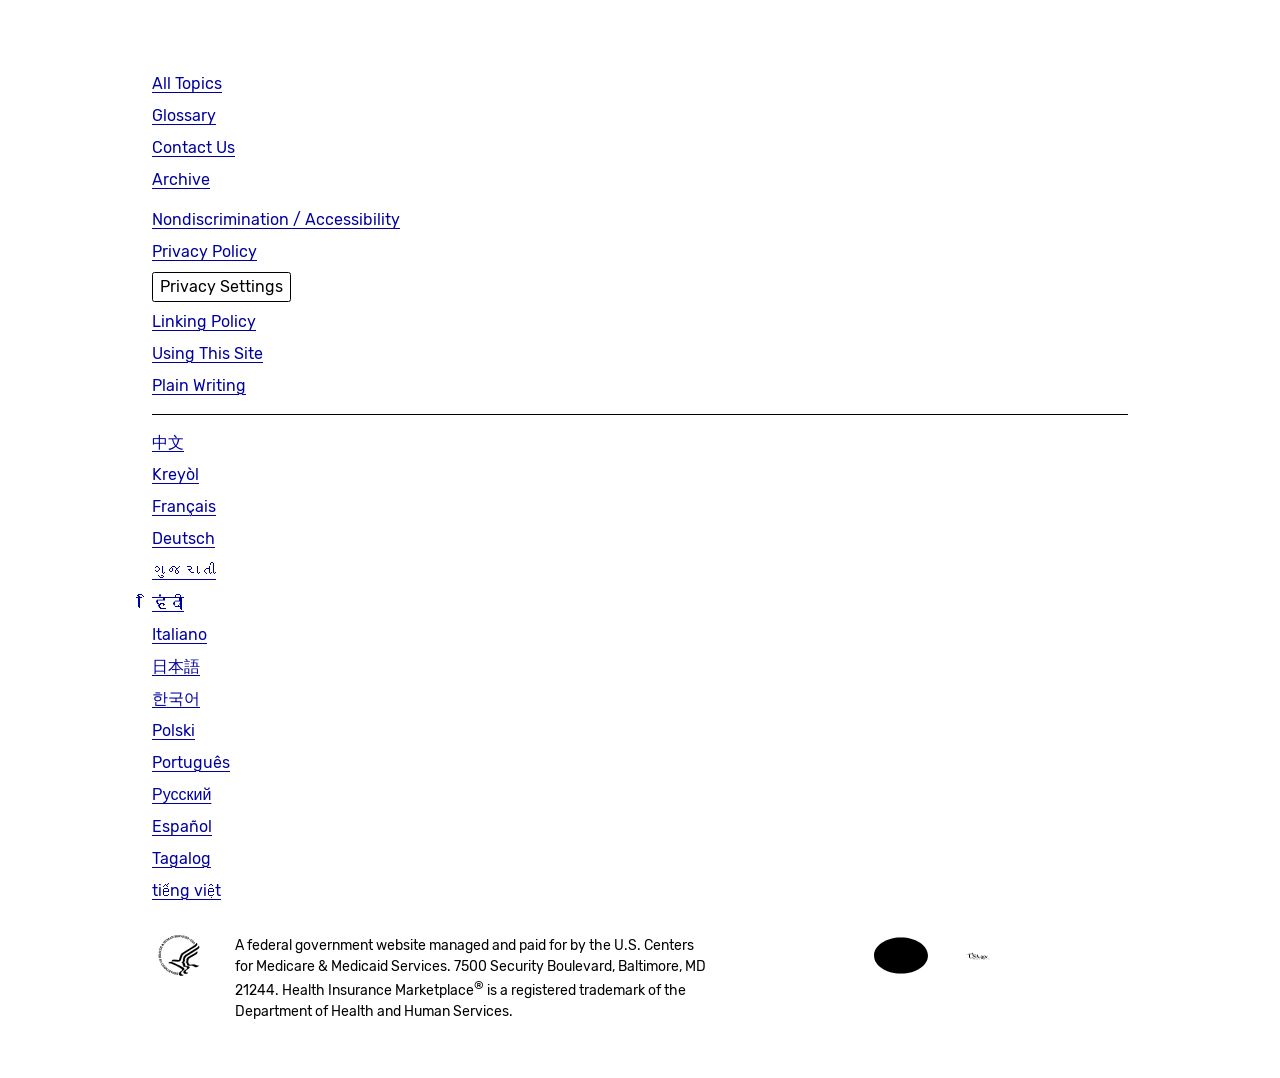 All Topics
Glossary
Contact Us
Archive
Nondiscrimination / Accessibility
Privacy Policy
Privacy Settings
Linking Policy
Using This Site
Plain Writing
中文
Kreyòl
Français
Deutsch
ગુજરાતી
हिंदी
Italiano
日本語
한국어
Polski
Português
Русский
Español
Tagalog
tiếng việt
A federal government website managed and paid for by the U.S. Centers
for Medicare & Medicaid Services. 7500 Security Boulevard, Baltimore, MD
21244. Health Insurance Marketplace® is a registered trademark of the
Department of Health and Human Services.